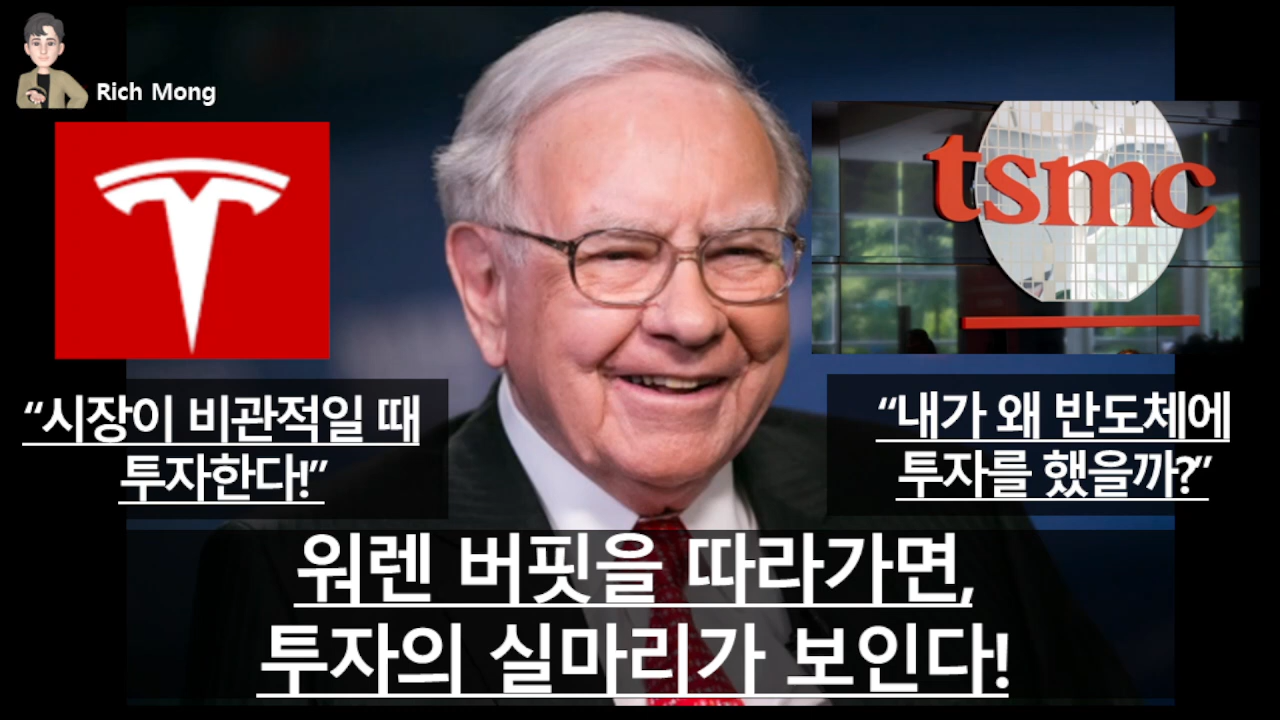 Rich Mong
tsmc
“시장이 비관적일 때
투자한다!”
“내가 왜 반도체에
투자를 했을까?”
워렌 버핏을 따라가면,
투자의 실마리가 보인다!